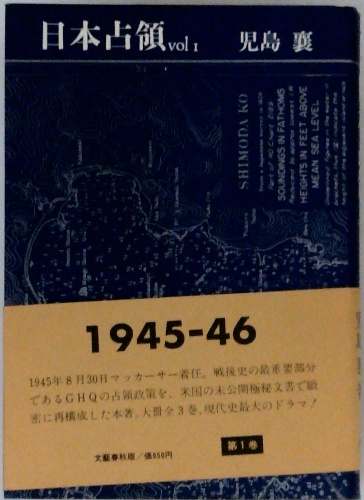 日本占領 vol 1 児島 襄
SHIMODA KO
SOUNDINGS IN FATHOMS
HEIGHTS IN FEET ABOVE
MEAN SEA LEVEL
1945-46
1945年8月30日マッカーサー着任。戦後史の最重要部分
であるGHQの占領政策を、米国の未公開極秘文書で緻
密に再構成した本著。大冊全3巻。現代史最大のドラマ!
文藝春秋版/価850円
第1巻